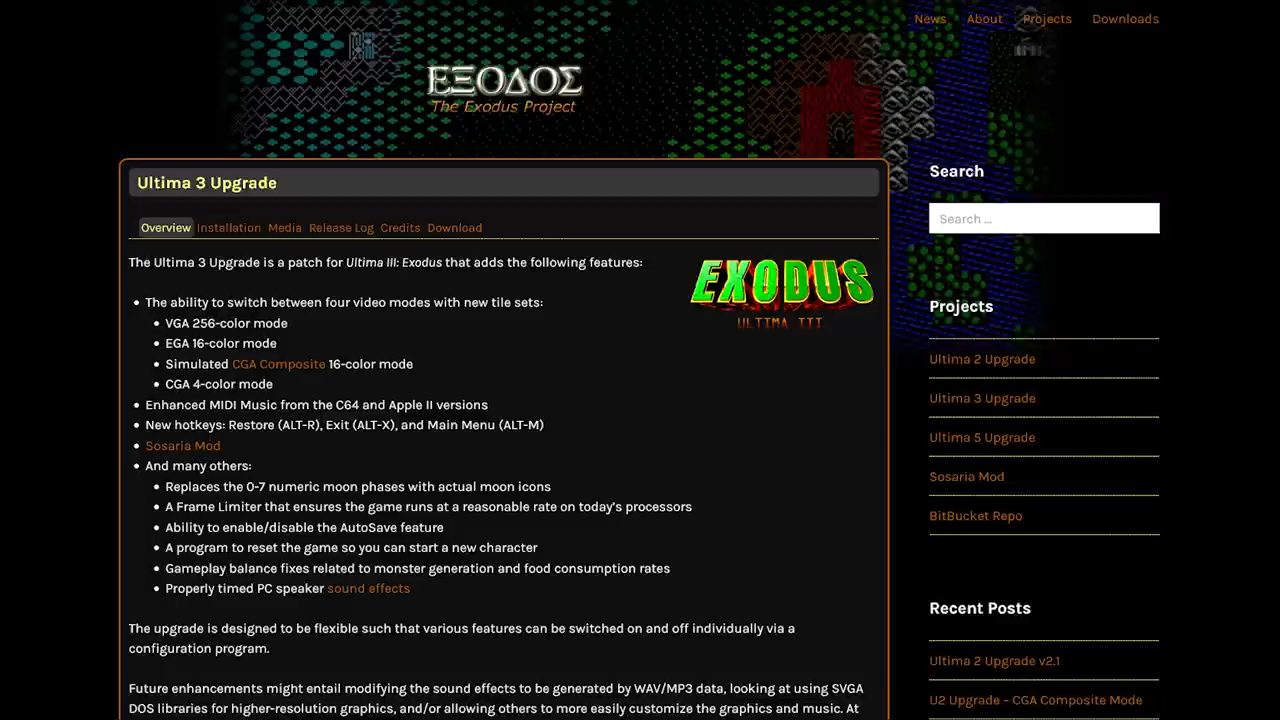 News About Projects Downloads
ΕΞΟΔΟΣ
The Exodus Project
Ultima 3 Upgrade
Overview Installation Media Release Log Credits Download
The Ultima 3 Upgrade is a patch for Ultima III: Exodus that adds the following features:
EXODUS
ULTIMA III
• The ability to switch between four video modes with new tile sets:
• VGA 256-color mode
• EGA 16-color mode
• Simulated CGA Composite 16-color mode
• CGA 4-color mode
• Enhanced MIDI Music from the C64 and Apple II versions
• New hotkeys: Restore (ALT-R), Exit (ALT-X), and Main Menu (ALT-M)
• Sosaria Mod
• And many others:
• Replaces the 0-7 numeric moon phases with actual moon icons
• A Frame Limiter that ensures the game runs at a reasonable rate on today's processors
• Ability to enable/disable the AutoSave feature
• A program to reset the game so you can start a new character
• Gameplay balance fixes related to monster generation and food consumption rates
• Properly timed PC speaker sound effects
The upgrade is designed to be flexible such that various features can be switched on and off individually via a
configuration program.
Future enhancements might entail modifying the sound effects to be generated by WAV/MP3 data, looking at using SVGA
DOS libraries for higher-resolution graphics, and/or allowing others to more easily customize the graphics and music. At
Search
Search ...
Projects
Ultima 2 Upgrade
Ultima 3 Upgrade
Ultima 5 Upgrade
Sosaria Mod
BitBucket Repo
Recent Posts
Ultima 2 Upgrade v2.1
U2 Upgrade – CGA Composite Mode